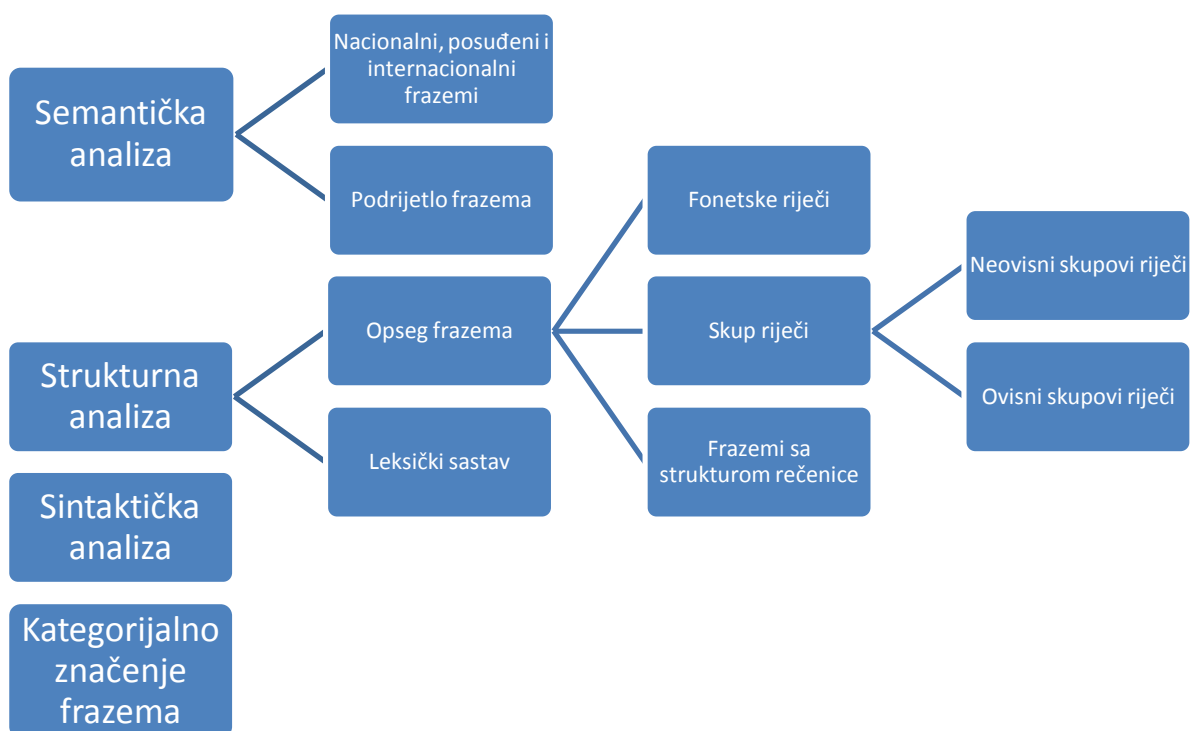 Semantička
analiza
Nacionalni, posuđeni i
internacionalni
frazemi
Podrijetlo frazema
Strukturna
analiza
Opseg frazema
Fonetske riječi
Skup riječi
Neovisni skupovi riječi
Ovisni skupovi riječi
Frazemi sa
strukturom rečenice
Leksički sastav
Sintaktička
analiza
Kategorijalno
značenje
frazema